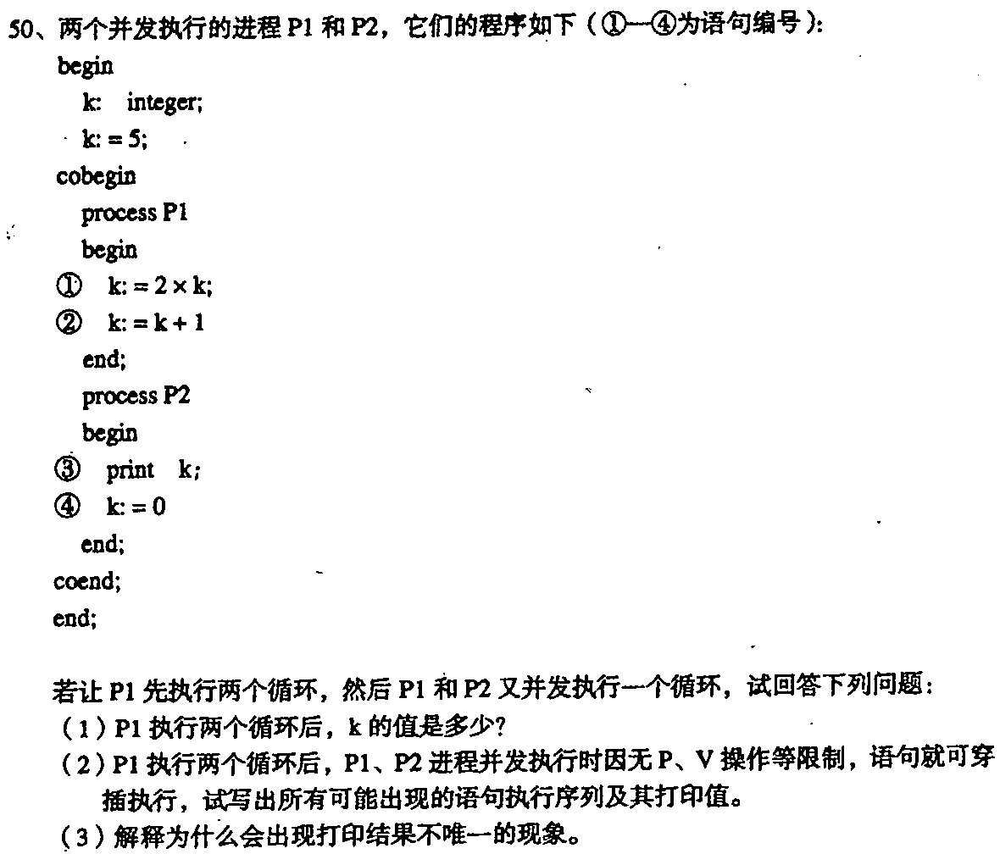 50、两个并发执行的进程 P1 和 P2，它们的程序如下（①—④为语句编号）：
begin
k: integer;
k: = 5;
cobegin
process P1
begin
① k: = 2 × k;
② k: = k + 1
end;
process P2
begin
③ print k;
④ k: = 0
end;
coend;
end;
若让 P1 先执行两个循环，然后 P1 和 P2 又并发执行一个循环，试回答下列问题：
（1）P1 执行两个循环后，k 的值是多少？
（2）P1 执行两个循环后，P1、P2 进程并发执行时因无 P、V 操作等限制，语句就可穿
插执行，试写出所有可能出现的语句执行序列及其打印值。
（3）解释为什么会出现打印结果不唯一的现象。